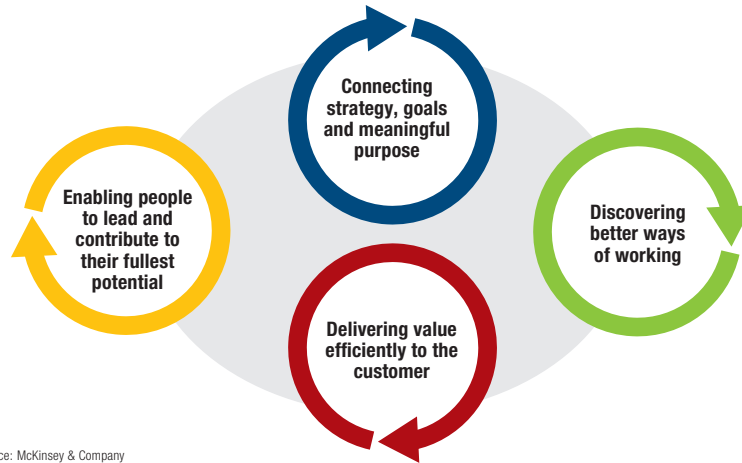 Connecting
strategy, goals
and meaningful
purpose
Enabling people
to lead and
contribute to
their fullest
potential
Discovering
better ways
of working
Delivering value
efficiently to the
customer
ce: McKinsey & Company